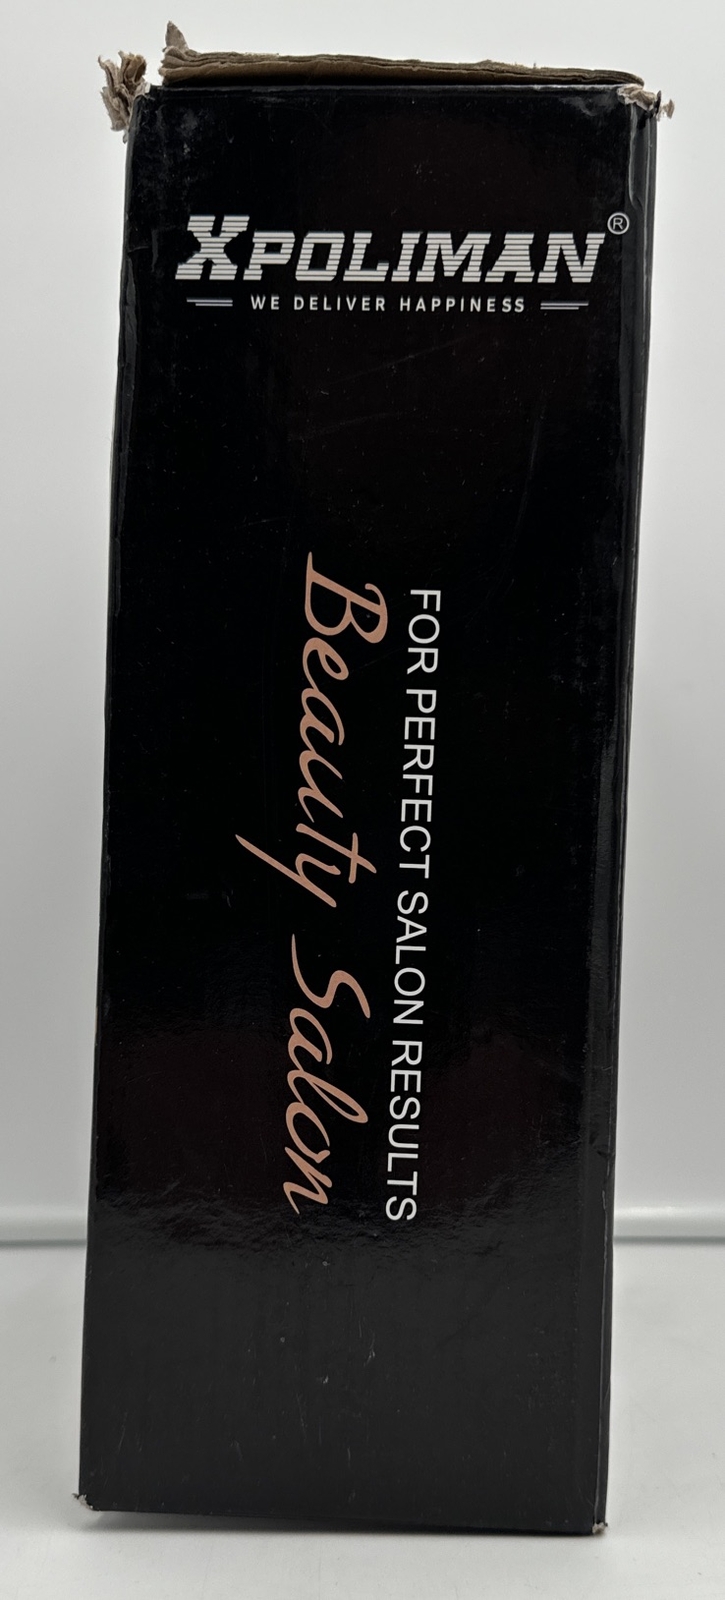 XPOLIMAN®
WE DELIVER HAPPINESS
FOR PERFECT SALON RESULTS
Beauty Salon